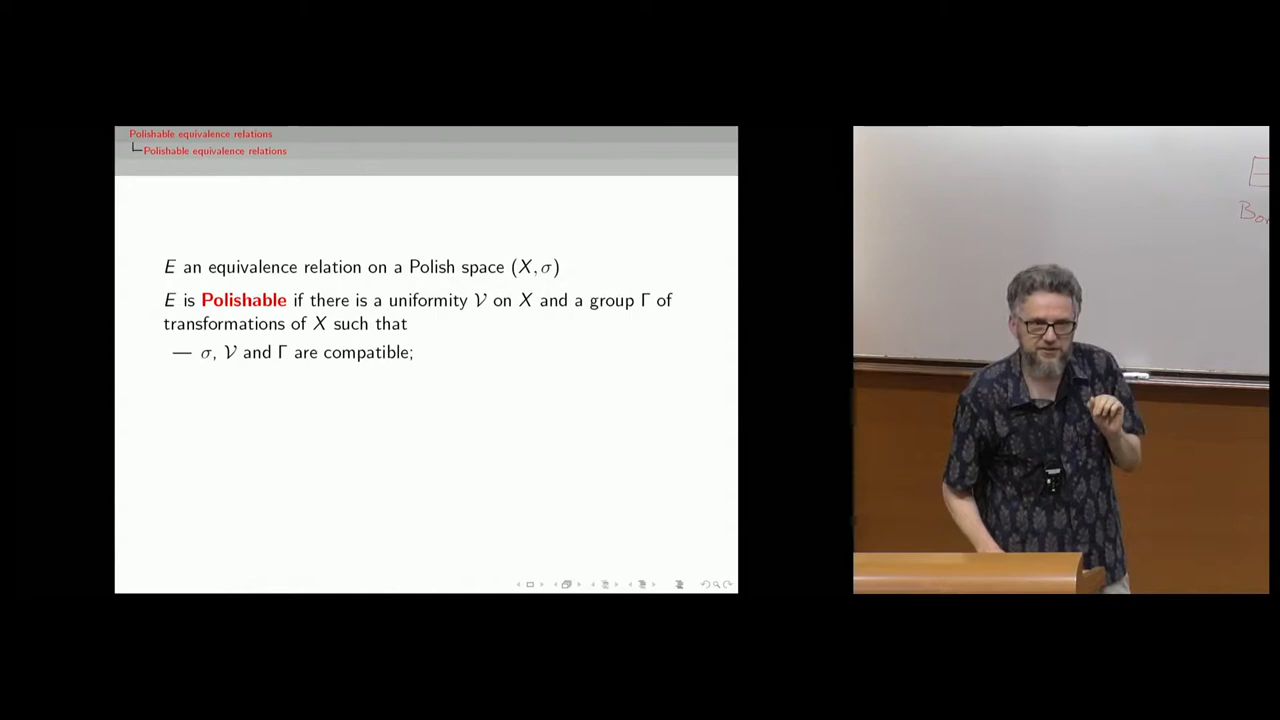 Polishable equivalence relations
Polishable equivalence relations
E an equivalence relation on a Polish space (X, σ)
E is Polishable if there is a uniformity 𝒱 on X and a group Γ of
transformations of X such that
— σ, 𝒱 and Γ are compatible;